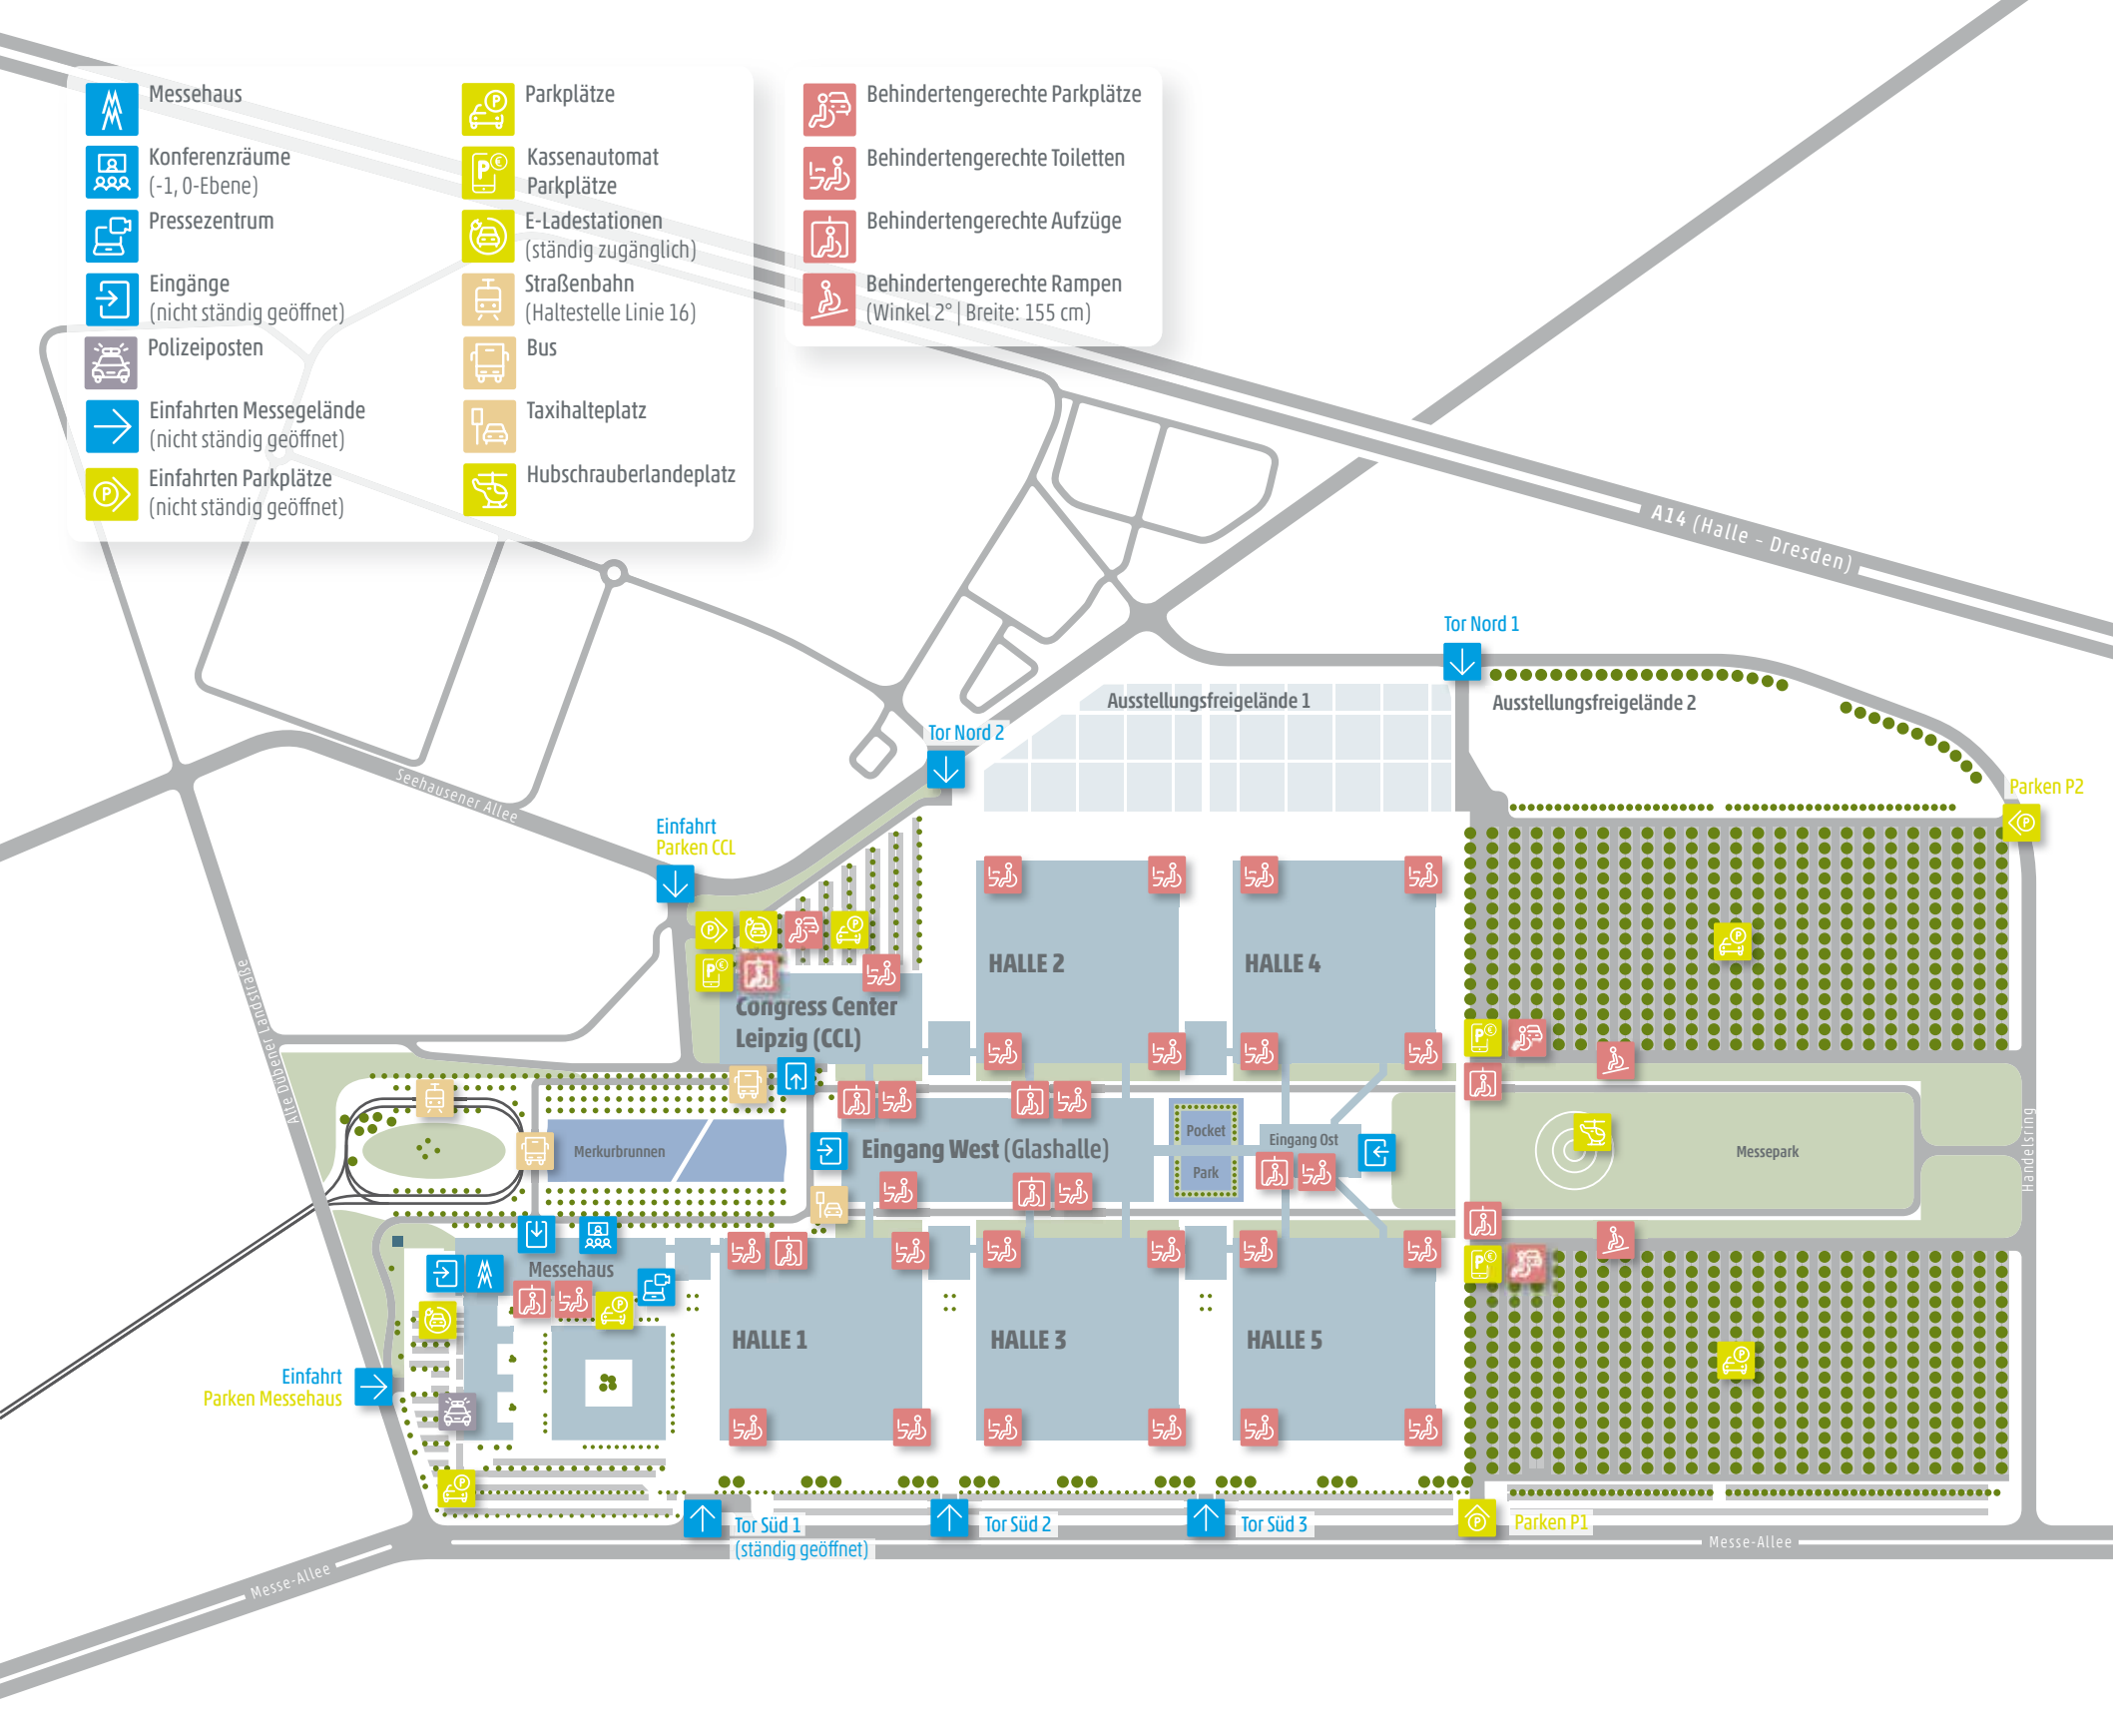 Messehaus
Konferenzräume
(-1, 0-Ebene)
Pressezentrum
Eingänge
(nicht ständig geöffnet)
Polizeiposten
Einfahrten Messegelände
(nicht ständig geöffnet)
Einfahrten Parkplätze
(nicht ständig geöffnet)
Parkplätze
Kassenautomat
Parkplätze
E-Ladestationen
(ständig zugänglich)
Straßenbahn
(Haltestelle Linie 16)
Bus
Taxihalteplatz
Hubschrauberlandeplatz
Behindertengerechte Parkplätze
Behindertengerechte Toiletten
Behindertengerechte Aufzüge
Behindertengerechte Rampen
(Winkel 2° | Breite: 155 cm)
A14 (Halle - Dresden)
Tor Nord 1
Ausstellungsfreigelände 1
Ausstellungsfreigelände 2
Tor Nord 2
Seehausener Allee
Parken P2
Einfahrt
Parken CCL
HALLE 2
HALLE 4
Congress Center
Leipzig (CCL)
Alte Dübener Landstraße
Merkurbrunnen
Eingang West (Glashalle)
Pocket
Park
Eingang Ost
Messepark
Handelsring
Messehaus
HALLE 1
HALLE 3
HALLE 5
Einfahrt
Parken Messehaus
Tor Süd 1
(ständig geöffnet)
Tor Süd 2
Tor Süd 3
Parken P1
Messe-Allee
Messe-Allee